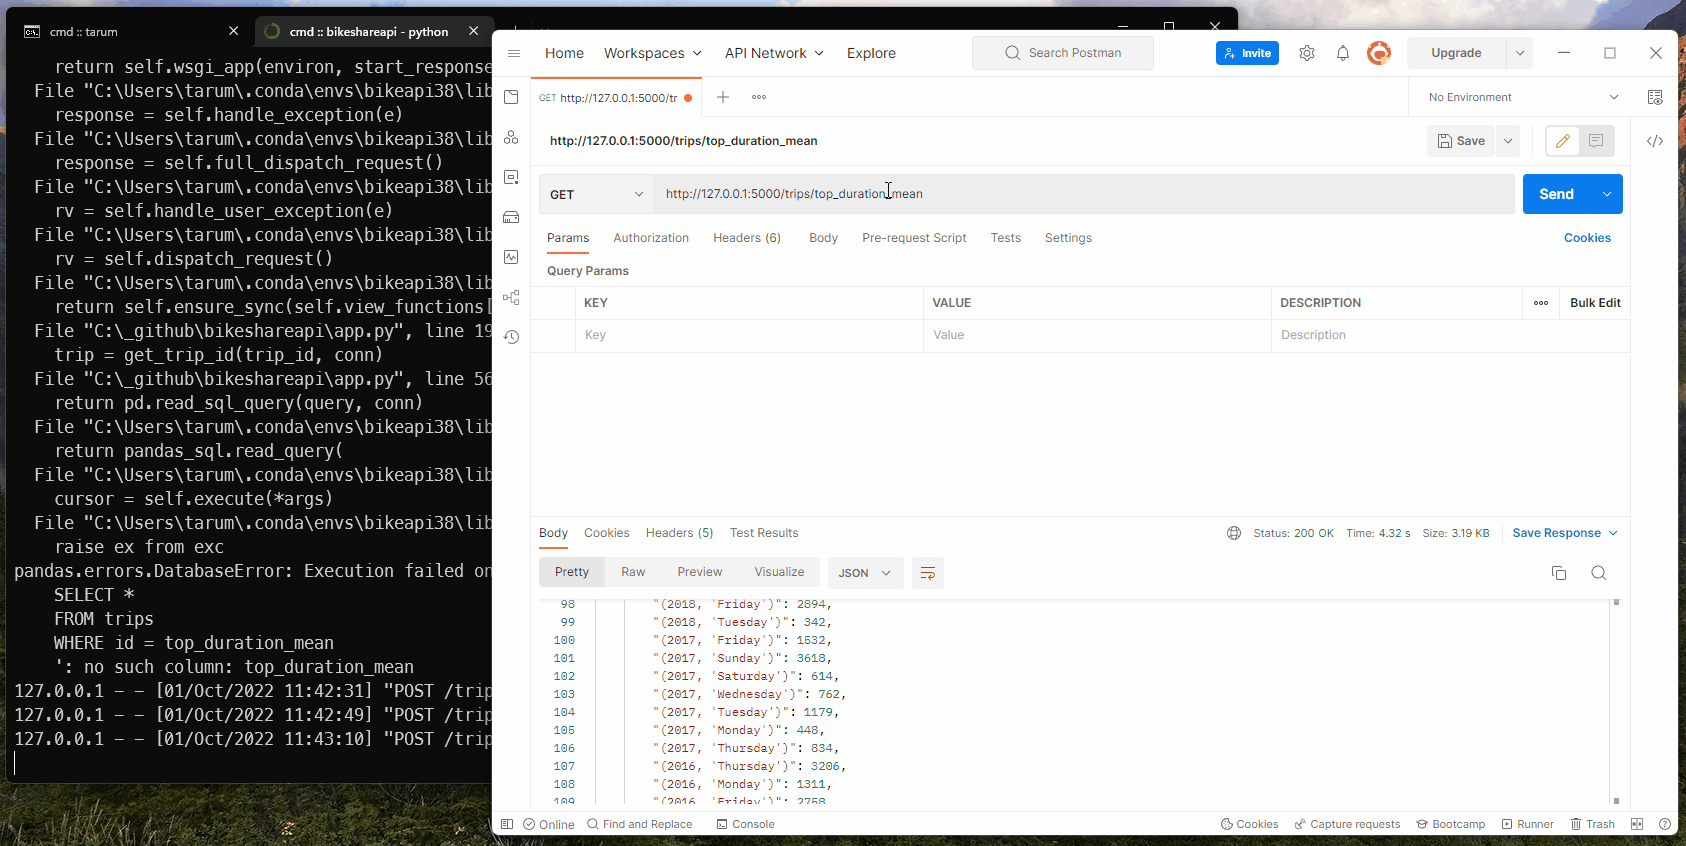 cmd :: tarum
cmd :: bikeshareapi - python
return self.wsgi_app(environ, start_response
File "C:\Users\tarum\.conda\envs\bikeapi38\lib
response = self.handle_exception(e)
File "C:\Users\tarum\.conda\envs\bikeapi38\lib
response = self.full_dispatch_request()
File "C:\Users\tarum\.conda\envs\bikeapi38\lib
rv = self.handle_user_exception(e)
File "C:\Users\tarum\.conda\envs\bikeapi38\lib
rv = self.dispatch_request()
File "C:\Users\tarum\.conda\envs\bikeapi38\lib
return self.ensure_sync(self.view_functions[
File "C:\_github\bikeshareapi\app.py", line 19
trip = get_trip_id(trip_id, conn)
File "C:\_github\bikeshareapi\app.py", line 56
return pd.read_sql_query(query, conn)
File "C:\Users\tarum\.conda\envs\bikeapi38\lib
return pandas_sql.read_query(
File "C:\Users\tarum\.conda\envs\bikeapi38\lib
cursor = self.execute(*args)
File "C:\Users\tarum\.conda\envs\bikeapi38\lib
raise ex from exc
pandas.errors.DatabaseError: Execution failed on
SELECT *
FROM trips
WHERE id = top_duration_mean
': no such column: top_duration_mean
127.0.0.1 - - [01/Oct/2022 11:42:31] "POST /trip
127.0.0.1 - - [01/Oct/2022 11:42:49] "POST /trip
127.0.0.1 - - [01/Oct/2022 11:43:10] "POST /trip
Home Workspaces API Network Explore Search Postman Invite Upgrade
GET http://127.0.0.1:5000/tr No Environment
http://127.0.0.1:5000/trips/top_duration_mean Save
GET http://127.0.0.1:5000/trips/top_duration_mean Send
Params Authorization Headers (6) Body Pre-request Script Tests Settings Cookies
Query Params
KEY VALUE DESCRIPTION Bulk Edit
Key Value Description
Body Cookies Headers (5) Test Results Status: 200 OK Time: 4.32 s Size: 3.19 KB Save Response
Pretty Raw Preview Visualize JSON
98 "(2018, 'Friday')": 2894,
99 "(2018, 'Tuesday')": 342,
100 "(2017, 'Friday')": 1532,
101 "(2017, 'Sunday')": 3618,
102 "(2017, 'Saturday')": 614,
103 "(2017, 'Wednesday')": 762,
104 "(2017, 'Tuesday')": 1179,
105 "(2017, 'Monday')": 448,
106 "(2017, 'Thursday')": 834,
107 "(2016, 'Thursday')": 3206,
108 "(2016, 'Monday')": 1311,
109 "(2016, 'Friday')": 2758
Online Find and Replace Console Cookies Capture requests Bootcamp Runner Trash